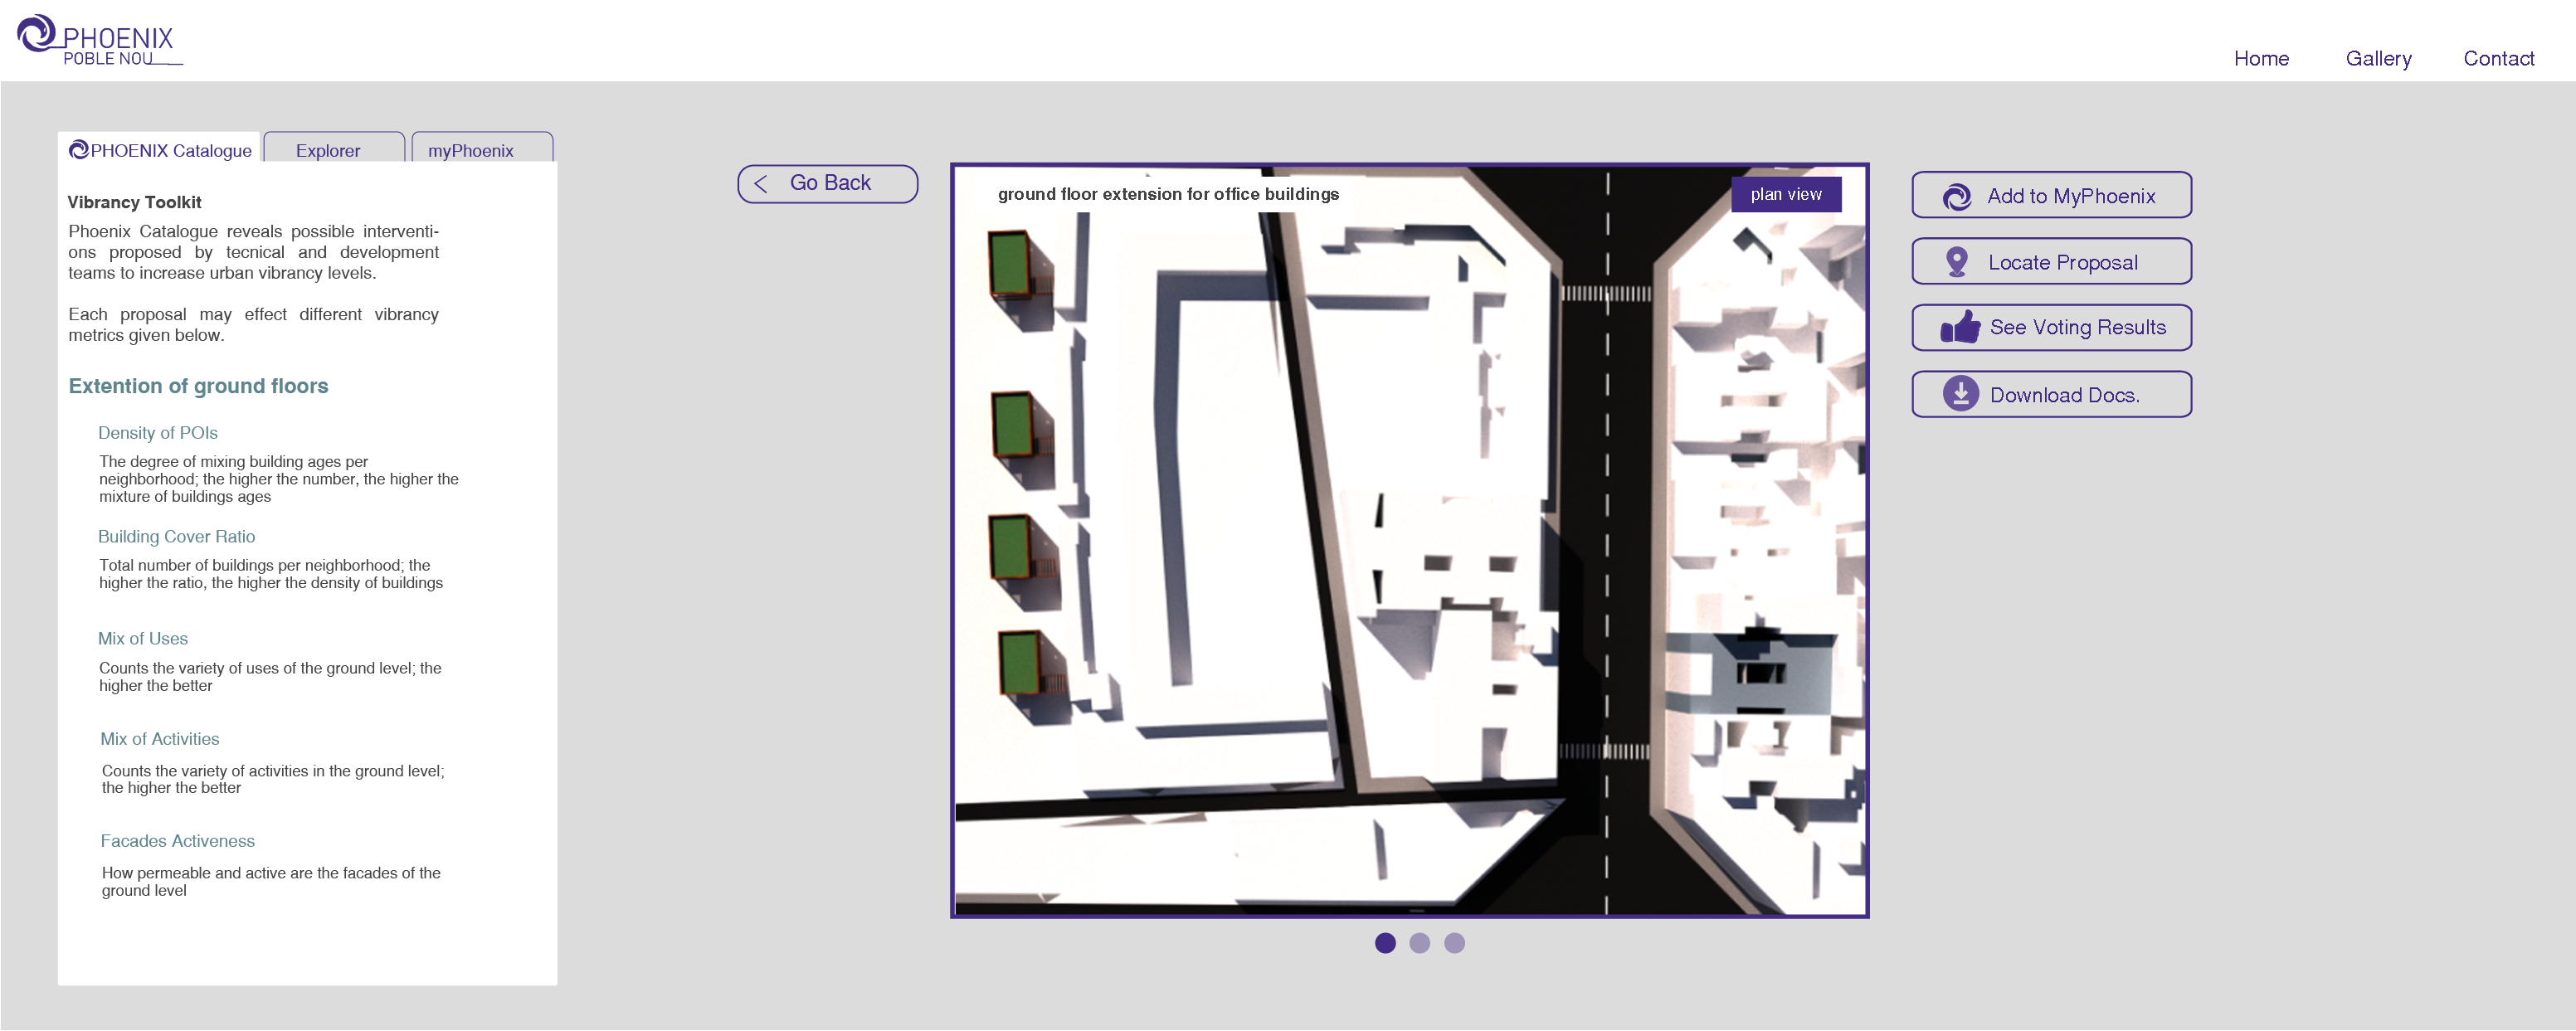 PHOENIX
POBLE NOU
Home
Gallery
Contact
PHOENIX Catalogue
Explorer
myPhoenix
Vibrancy Toolkit
Phoenix Catalogue reveals possible interventi-
ons proposed by tecnical and development
teams to increase urban vibrancy levels.
Each proposal may effect different vibrancy
metrics given below.
Extention of ground floors
Density of POIs
The degree of mixing building ages per
neighborhood; the higher the number, the higher the
mixture of buildings ages
Building Cover Ratio
Total number of buildings per neighborhood; the
higher the ratio, the higher the density of buildings
Mix of Uses
Counts the variety of uses of the ground level; the
higher the better
Mix of Activities
Counts the variety of activities in the ground level;
the higher the better
Facades Activeness
How permeable and active are the facades of the
ground level
Go Back
ground floor extension for office buildings
plan view
Add to MyPhoenix
Locate Proposal
See Voting Results
Download Docs.